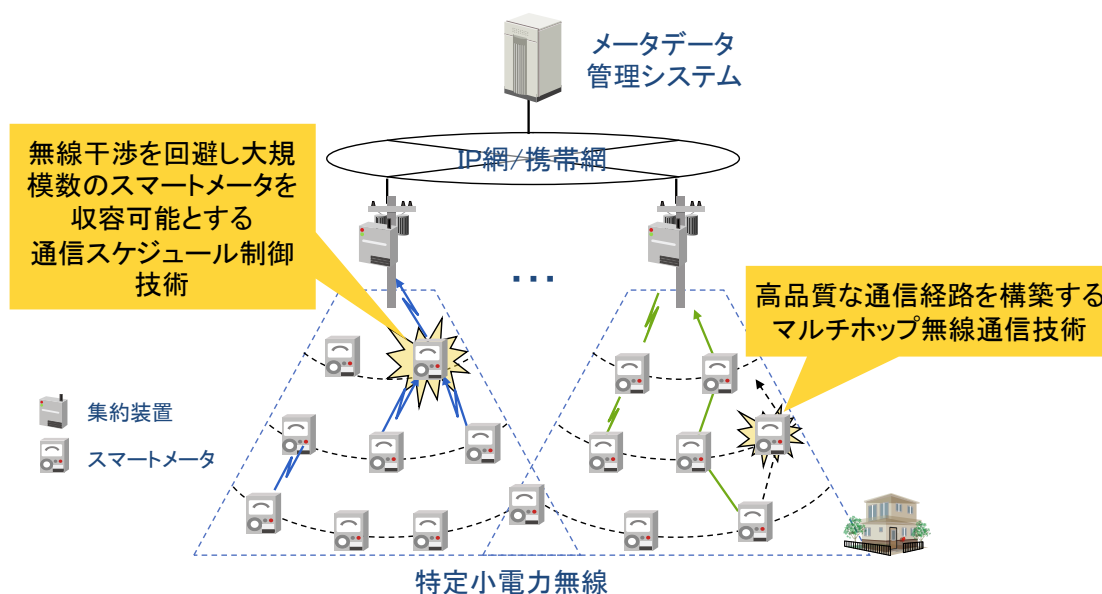 メータデータ
管理システム
IP網/携帯網
無線干渉を回避し大規
模数のスマートメータを
収容可能とする
通信スケジュール制御
技術
...
高品質な通信経路を構築する
マルチホップ無線通信技術
集約装置
スマートメータ
特定小電力無線